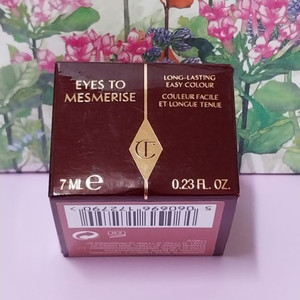 EYES TO
MESMERISE
LONG-LASTING
EASY COLOUR
COULEUR FACILE
ET LONGUE TENUE
CT
7 ML e
0.23 FL. OZ.